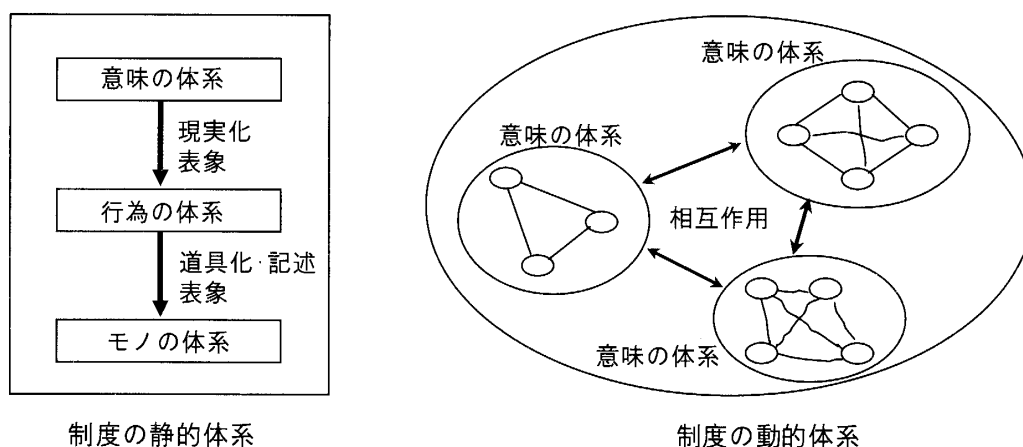 意味の体系
現実化
表象
行為の体系
道具化・記述
表象
モノの体系
制度の静的体系
意味の体系
意味の体系
相互作用
意味の体系
制度の動的体系